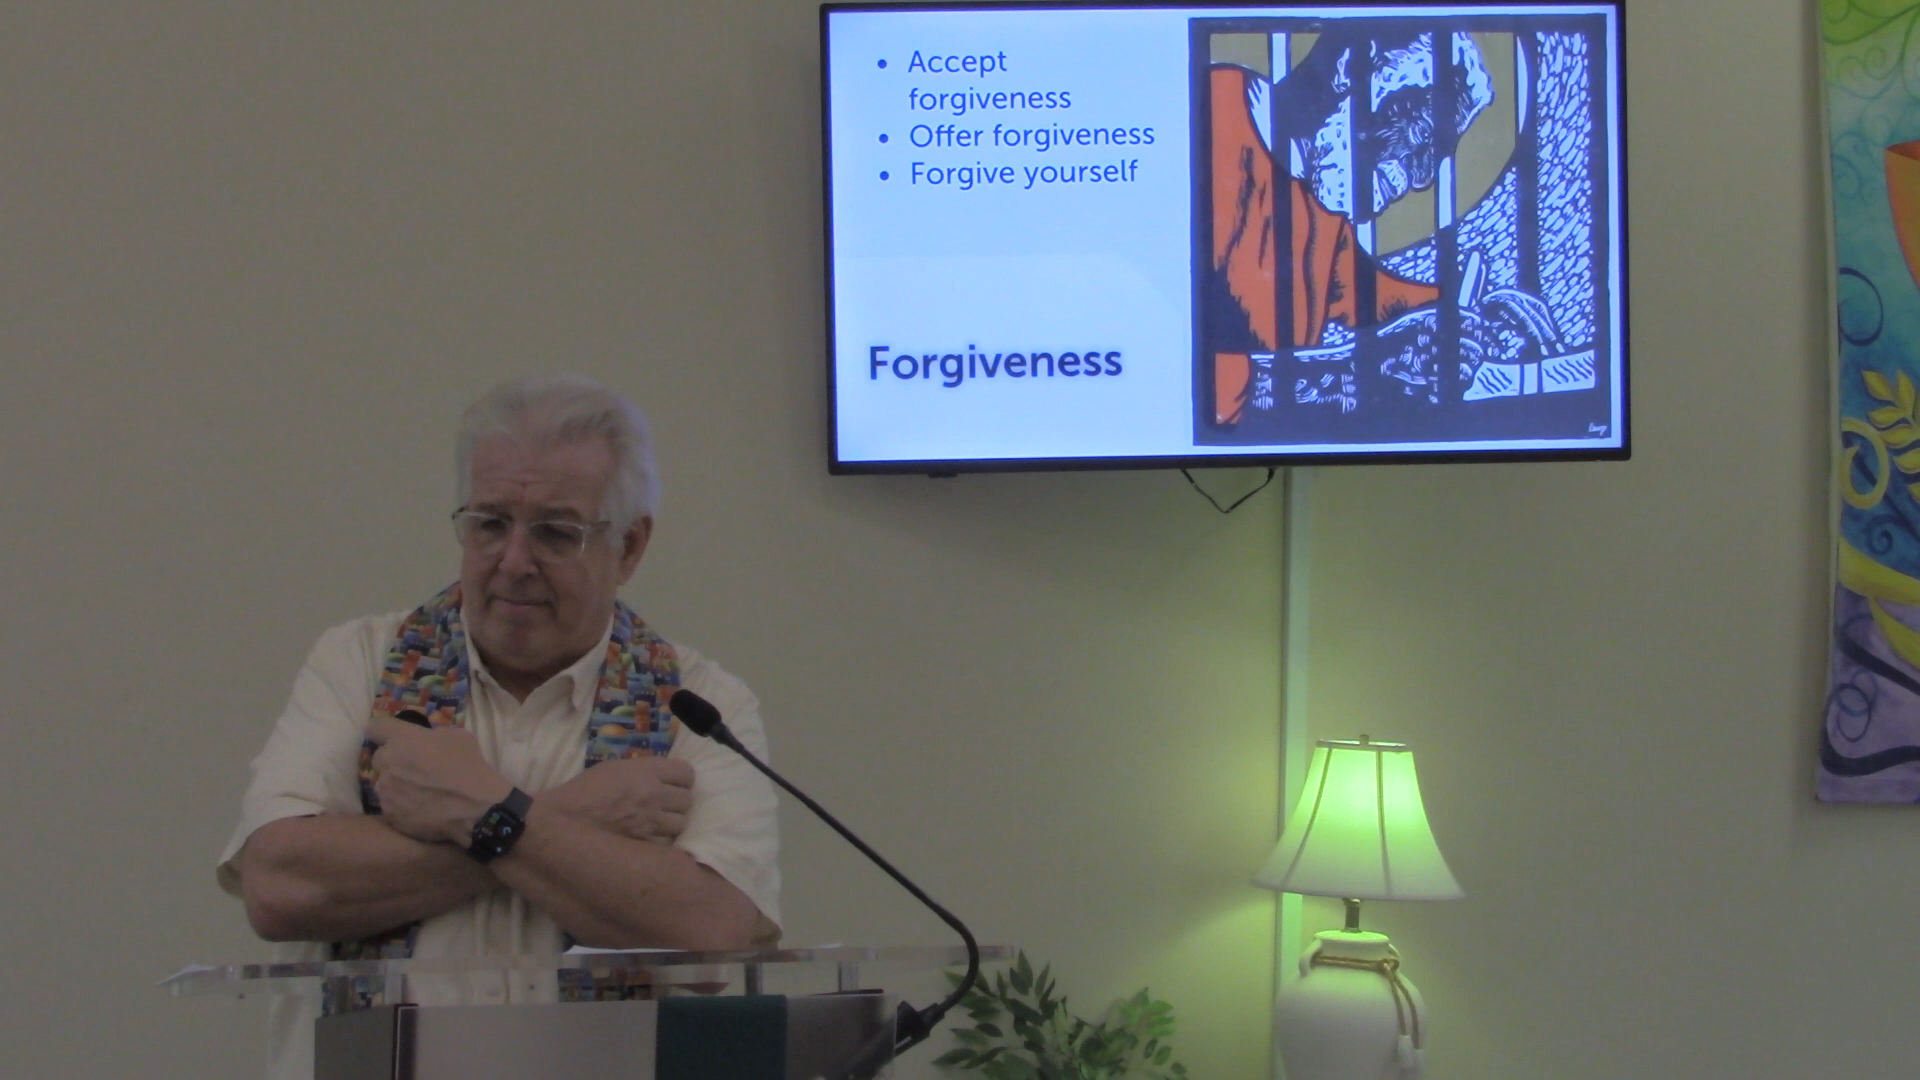 • Accept
forgiveness
• Offer forgiveness
• Forgive yourself
Forgiveness